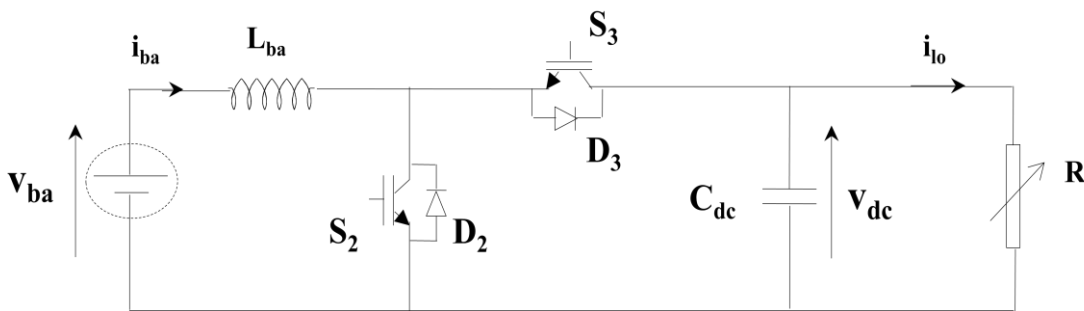 i_ba
L_ba
S_3
i_lo
D_3
v_ba
S_2
D_2
C_dc
v_dc
R